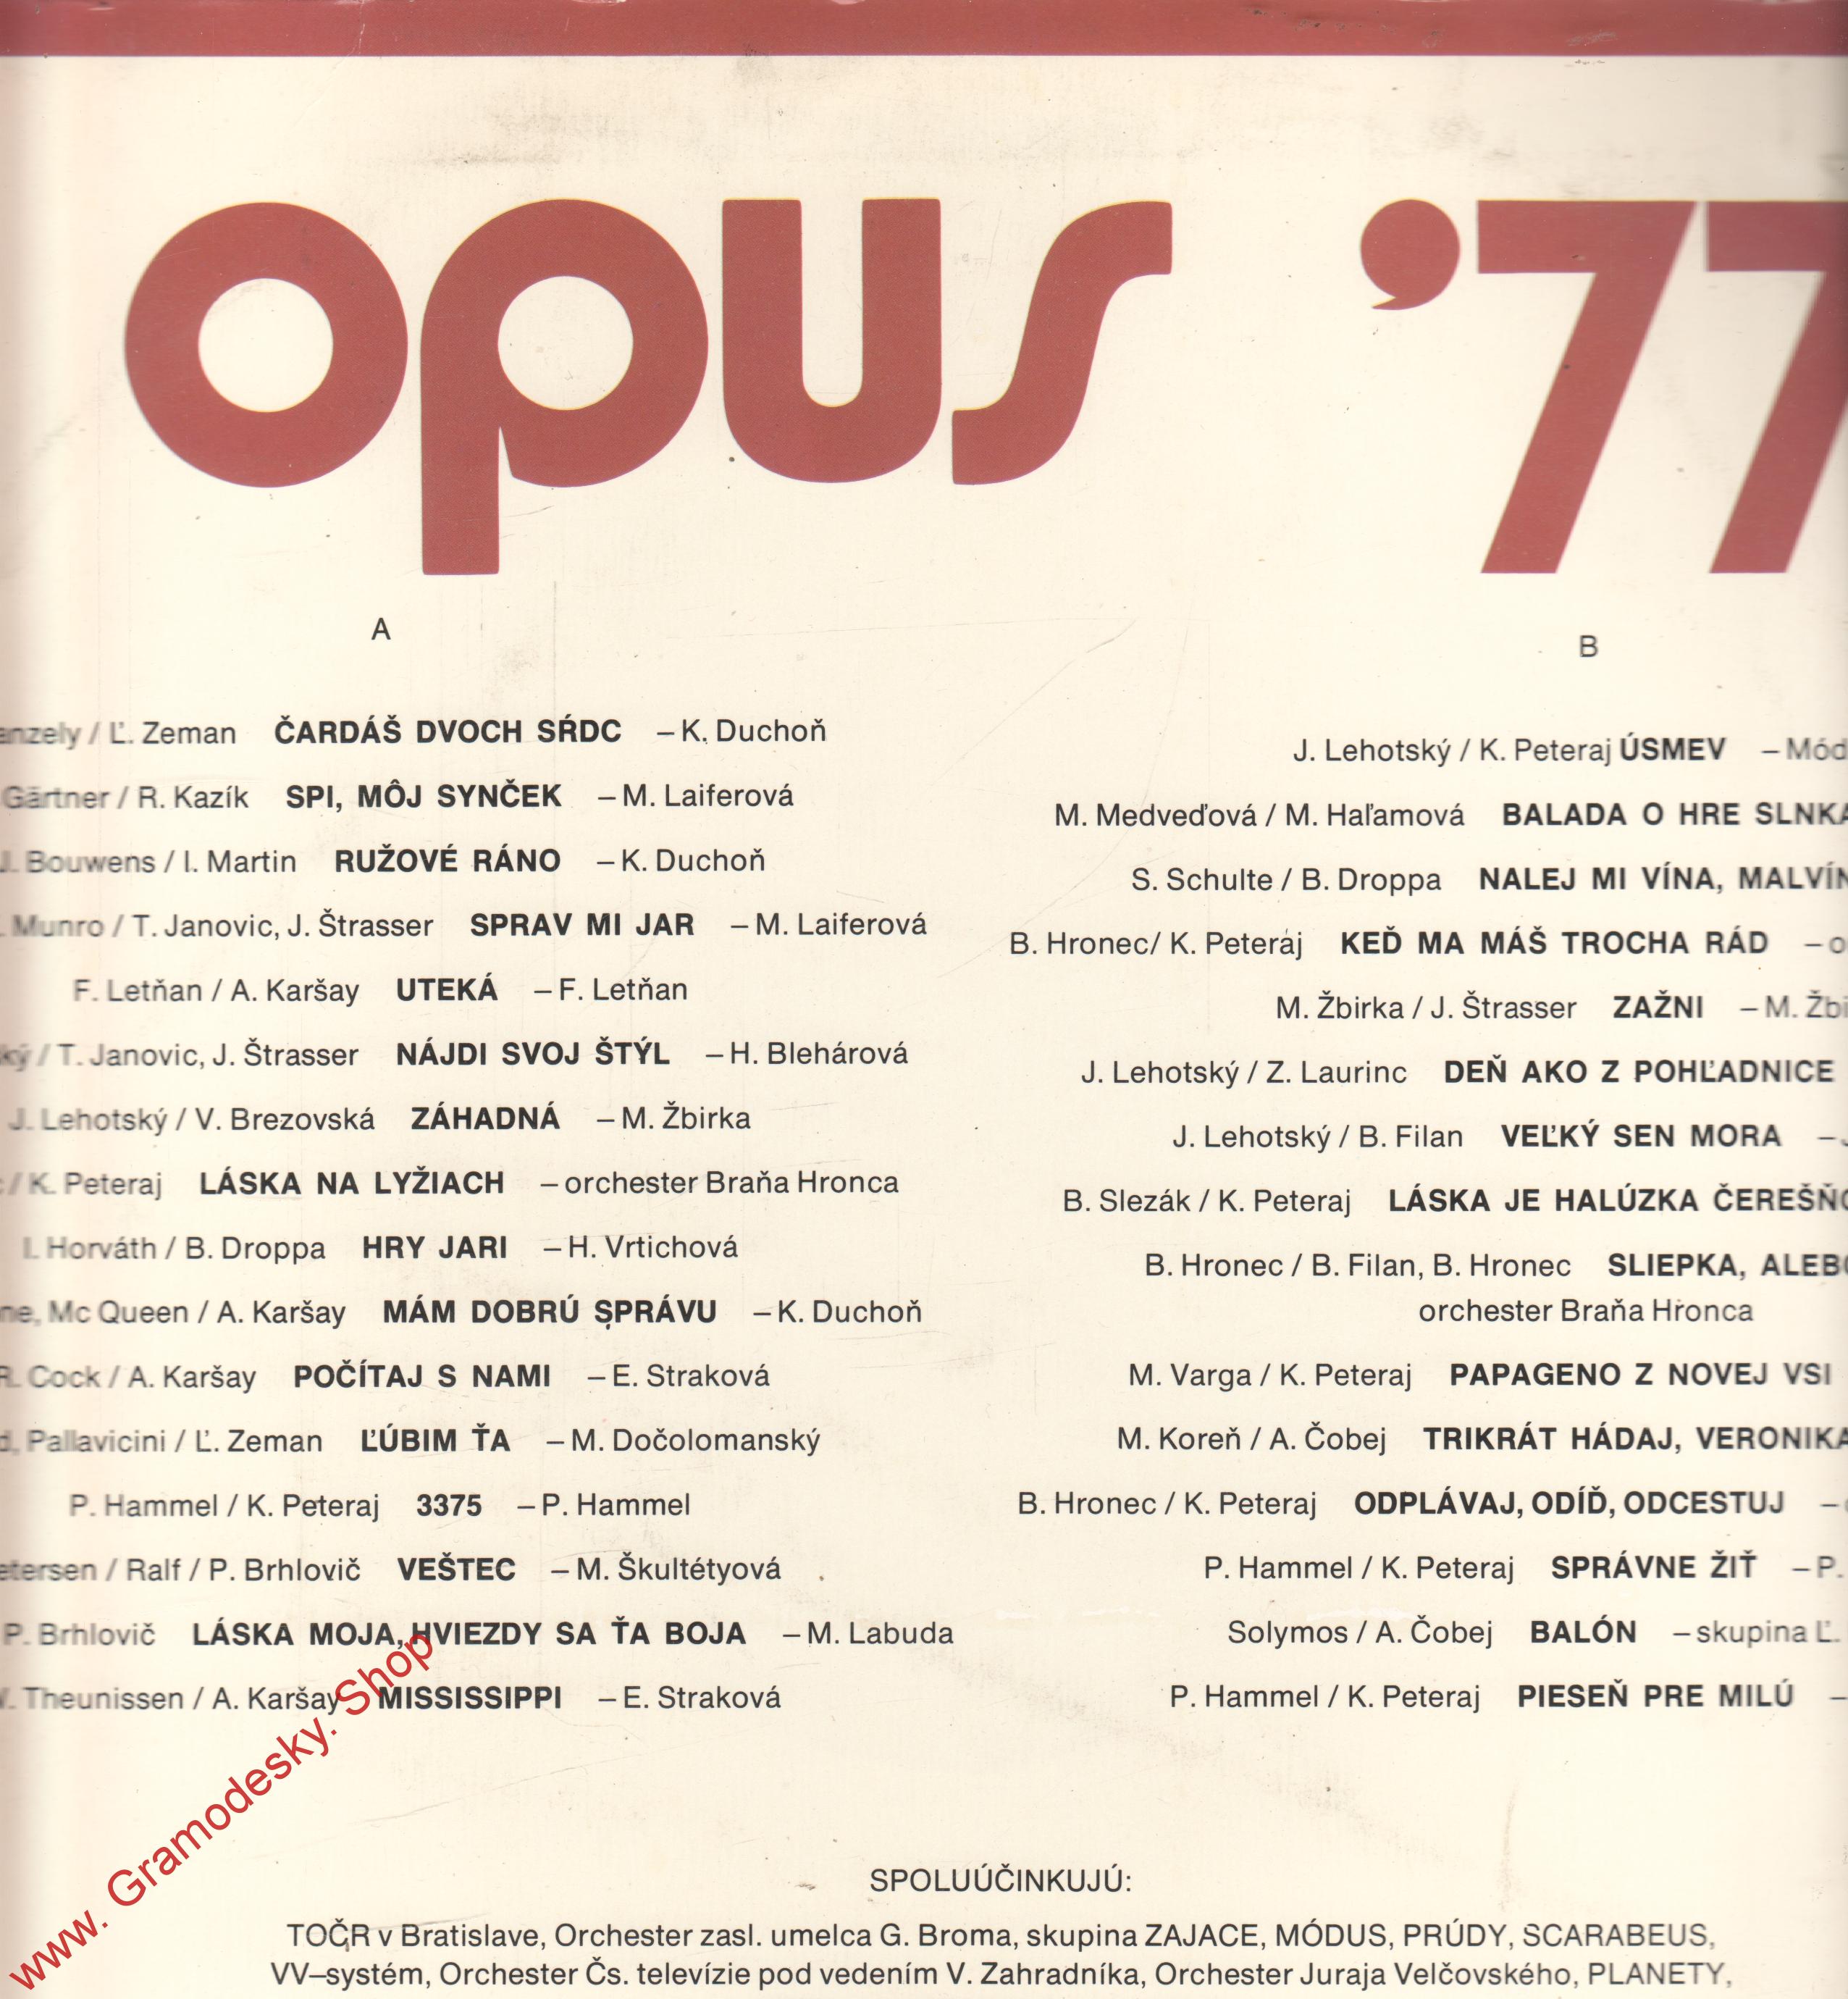 opus '77
A
/ Ľ. Zeman ČARDÁŠ DVOCH SŔDC – K. Duchoň
Gärtner / R. Kazík SPI, MÔJ SYNČEK – M. Laiferová
J. Bouwens / I. Martin RUŽOVÉ RÁNO – K. Duchoň
Munro / T. Janovic, J. Štrasser SPRAV MI JAR – M. Laiferová
F. Letňan / A. Karšay UTEKÁ – F. Letňan
/ T. Janovic, J. Štrasser NÁJDI SVOJ ŠTÝL – H. Blehárová
J. Lehotský / V. Brezovská ZÁHADNÁ – M. Žbirka
/ K. Peteraj LÁSKA NA LYŽIACH – orchester Braňa Hronca
I. Horváth / B. Droppa HRY JARI – H. Vrtichová
Mc Queen / A. Karšay MÁM DOBRÚ SPRÁVU – K. Duchoň
R. Cock / A. Karšay POČÍTAJ S NAMI – E. Straková
Pallavicini / Ľ. Zeman ĽÚBIM ŤA – M. Dočolomanský
P. Hammel / K. Peteraj 3375 – P. Hammel
/ Ralf / P. Brhlovič VEŠTEC – M. Škultétyová
P. Brhlovič LÁSKA MOJA, HVIEZDY SA ŤA BOJA – M. Labuda
Theunissen / A. Karšay MISSISSIPPI – E. Straková
B
J. Lehotský / K. Peteraj ÚSMEV –
M. Medveďová / M. Haľamová BALADA O HRE SLNKA
S. Schulte / B. Droppa NALEJ MI VÍNA,
B. Hronec/ K. Peteraj KEĎ MA MÁŠ TROCHA RÁD –
M. Žbirka / J. Štrasser ZAŽNI – M.
J. Lehotský / Z. Laurinc DEŇ AKO Z POHĽADNICE
J. Lehotský / B. Filan VEĽKÝ SEN MORA –
B. Slezák / K. Peteraj LÁSKA JE HALÚZKA
B. Hronec / B. Filan, B. Hronec SLIEPKA,
orchester Braňa Hronca
M. Varga / K. Peteraj PAPAGENO Z NOVEJ VSI
M. Koreň / A. Čobej TRIKRÁT HÁDAJ, VERONIKA
B. Hronec / K. Peteraj ODPLÁVAJ, ODÍĎ, ODCESTUJ –
P. Hammel / K. Peteraj SPRÁVNE ŽIŤ – P.
Solymos / A. Čobej BALÓN – skupina Ľ.
P. Hammel / K. Peteraj PIESEŇ PRE MILÚ –
SPOLUÚČINKUJÚ:
TOČR v Bratislave, Orchester zasl. umelca G. Broma, skupina ZAJACE, MÓDUS, PRÚDY, SCARABEUS,
VV–systém, Orchester Čs. televízie pod vedením V. Zahradníka, Orchester Juraja Velčovského, PLANETY,
www. Gramodesky. Shop